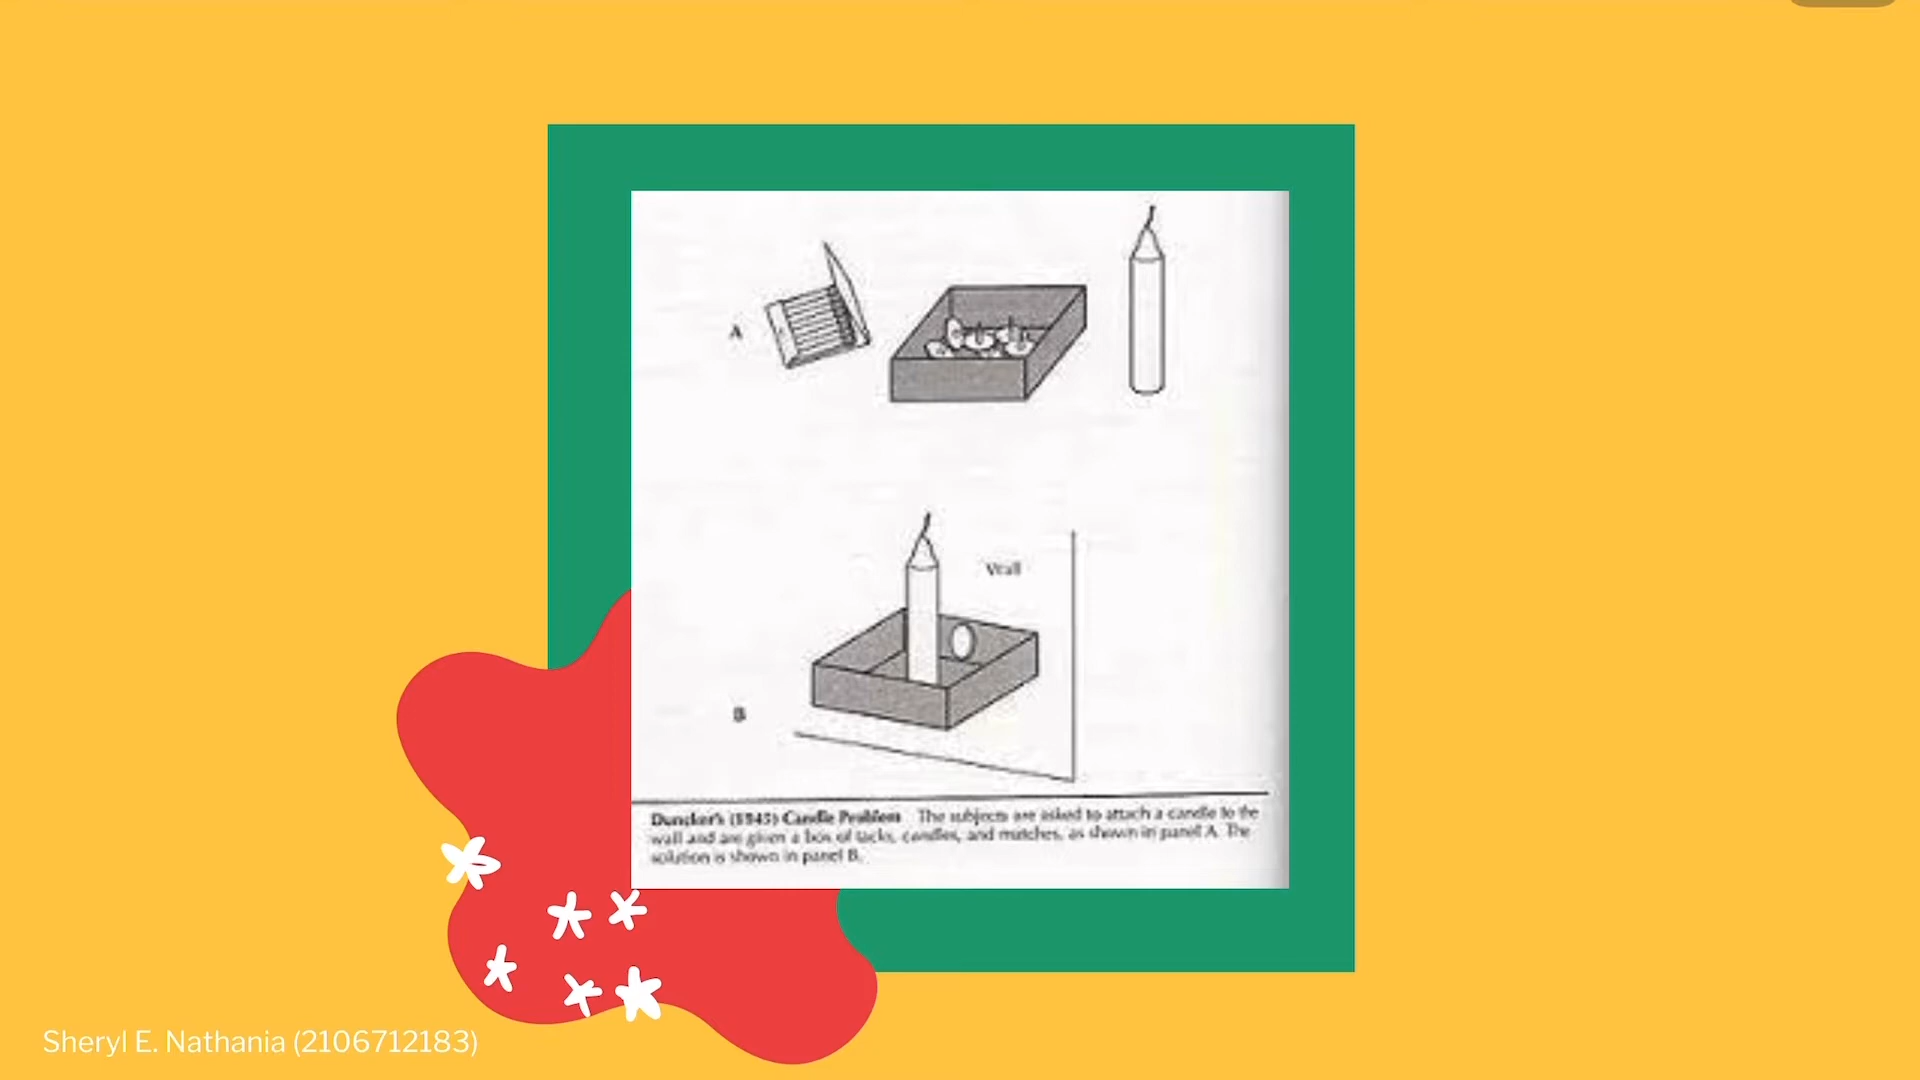 A
Wall
B
Duncker's (1945) Candle Problem The subjects are asked to attach a candle to the
wall and are given a box of tacks, candles, and matches, as shown in panel A. The
solution is shown in panel B.
Sheryl E. Nathania (2106712183)